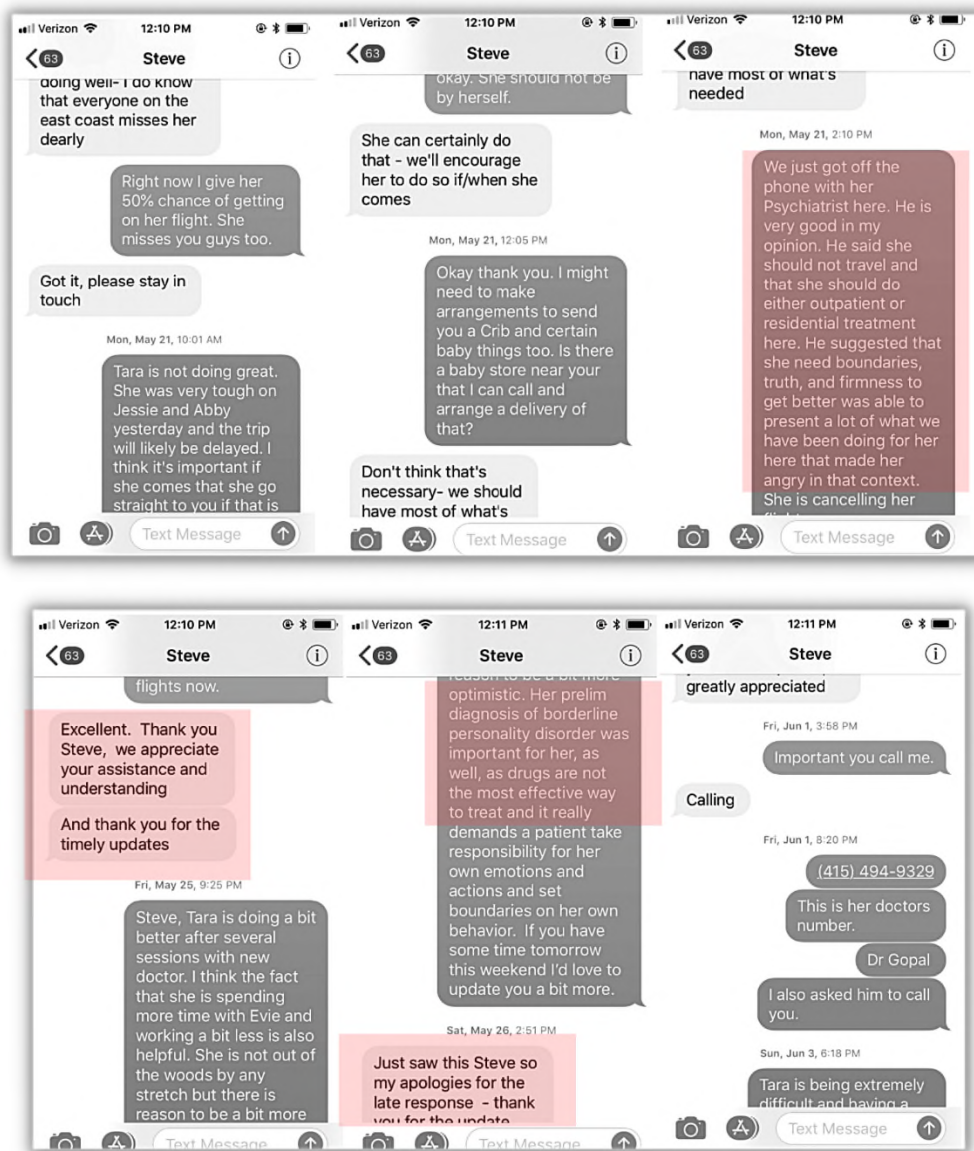 Verizon 12:10 PM
63 Steve
doing well- I do know
that everyone on the
east coast misses her
dearly
Right now I give her
50% chance of getting
on her flight. She
misses you guys too.
Got it, please stay in
touch
Mon, May 21, 10:01 AM
Tara is not doing great.
She was very tough on
Jessie and Abby
yesterday and the trip
will likely be delayed. I
think it's important if
she comes that she go
straight to you if that is
Text Message
Verizon 12:10 PM
63 Steve
okay. She should not be
by herself.
She can certainly do
that - we'll encourage
her to do so if/when she
comes
Mon, May 21, 12:05 PM
Okay thank you. I might
need to make
arrangements to send
you a Crib and certain
baby things too. Is there
a baby store near your
that I can call and
arrange a delivery of
that?
Don't think that's
necessary- we should
have most of what's
Text Message
Verizon 12:10 PM
63 Steve
have most of what's
needed
Mon, May 21, 2:10 PM
We just got off the
phone with her
Psychiatrist here. He is
very good in my
opinion. He said she
should not travel and
that she should do
either outpatient or
residential treatment
here. He suggested that
she need boundaries,
truth, and firmness to
get better was able to
present a lot of what we
have been doing for her
here that made her
angry in that context.
She is cancelling her
Text Message
Verizon 12:10 PM
63 Steve
flights now.
Excellent. Thank you
Steve, we appreciate
your assistance and
understanding
And thank you for the
timely updates
Fri, May 25, 9:25 PM
Steve, Tara is doing a bit
better after several
sessions with new
doctor. I think the fact
that she is spending
more time with Evie and
working a bit less is also
helpful. She is not out of
the woods by any
stretch but there is
reason to be a bit more
Text Message
Verizon 12:11 PM
63 Steve
reason to be a bit more
optimistic. Her prelim
diagnosis of borderline
personality disorder was
important for her, as
well, as drugs are not
the most effective way
to treat and it really
demands a patient take
responsibility for her
own emotions and
actions and set
boundaries on her own
behavior. If you have
some time tomorrow
this weekend I'd love to
update you a bit more.
Sat, May 26, 2:51 PM
Just saw this Steve so
my apologies for the
late response - thank
you for the update
Text Message
Verizon 12:11 PM
63 Steve
greatly appreciated
Fri, Jun 1, 3:58 PM
Important you call me.
Calling
Fri, Jun 1, 8:20 PM
(415) 494-9329
This is her doctors
number.
Dr Gopal
I also asked him to call
you.
Sun, Jun 3, 6:18 PM
Tara is being extremely
difficult and having a
Text Message